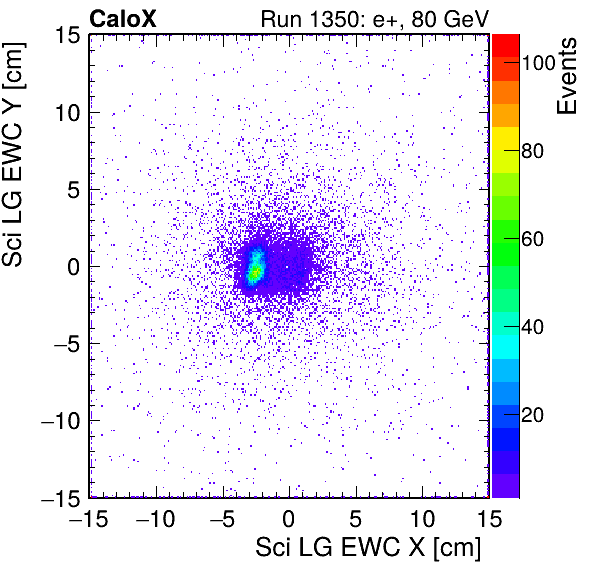 CaloX Run 1350: e+, 80 GeV
Sci LG EWC Y [cm]
15
10
5
0
−5
−10
−15
−15 −10 −5 0 5 10 15
Sci LG EWC X [cm]
Events
100
80
60
40
20